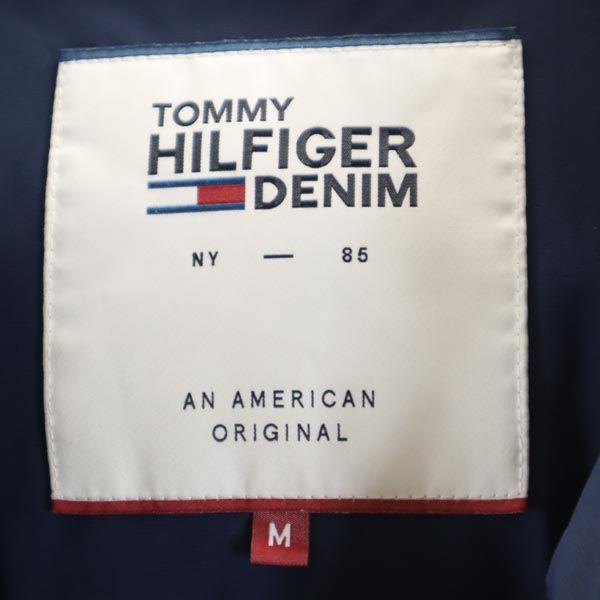 TOMMY
HILFIGER
DENIM
NY — 85
AN AMERICAN
ORIGINAL
M